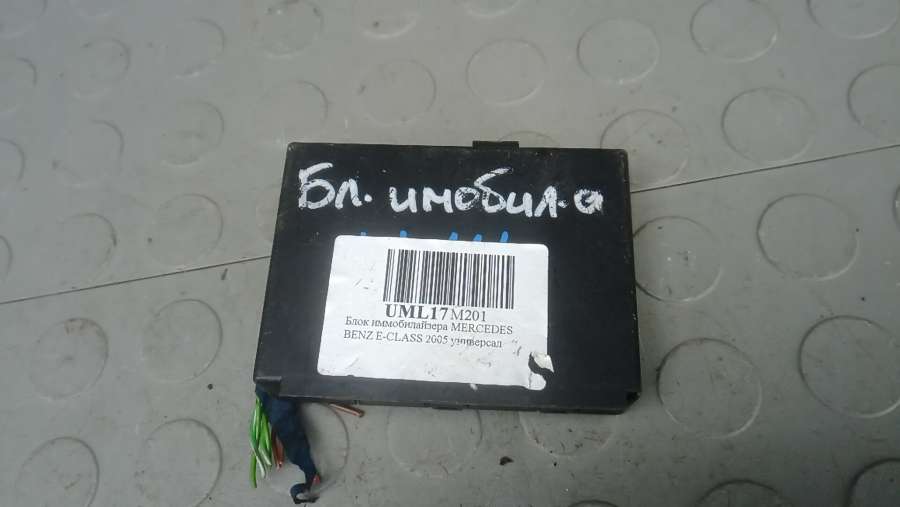 Бл. имобил.а
UML17M201
Блок иммобилайзера MERCEDES
BENZ E-CLASS 2005 универсал